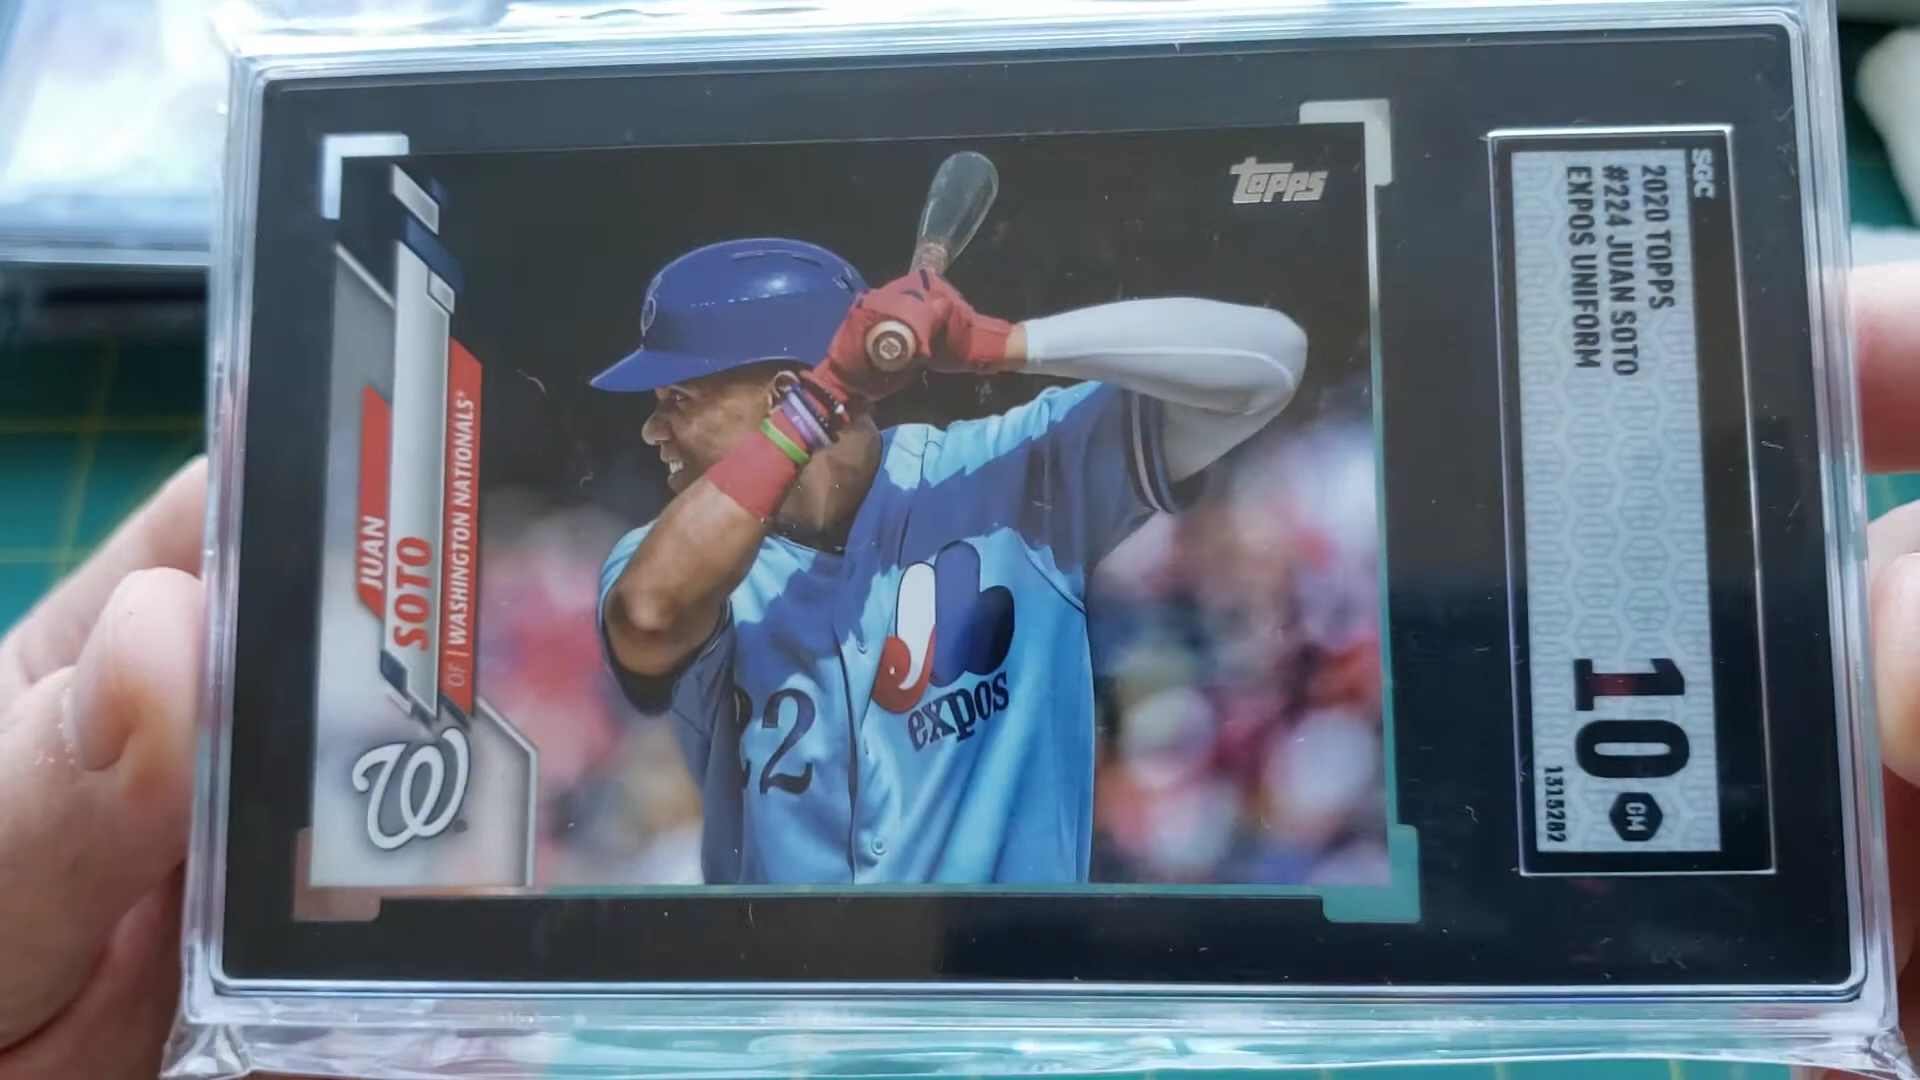 topps
JUAN
SOTO
OF | WASHINGTON NATIONALS®
W
22
expos
SGC
2020 TOPPS
#224 JUAN SOTO
EXPOS UNIFORM
10
GM
1315282